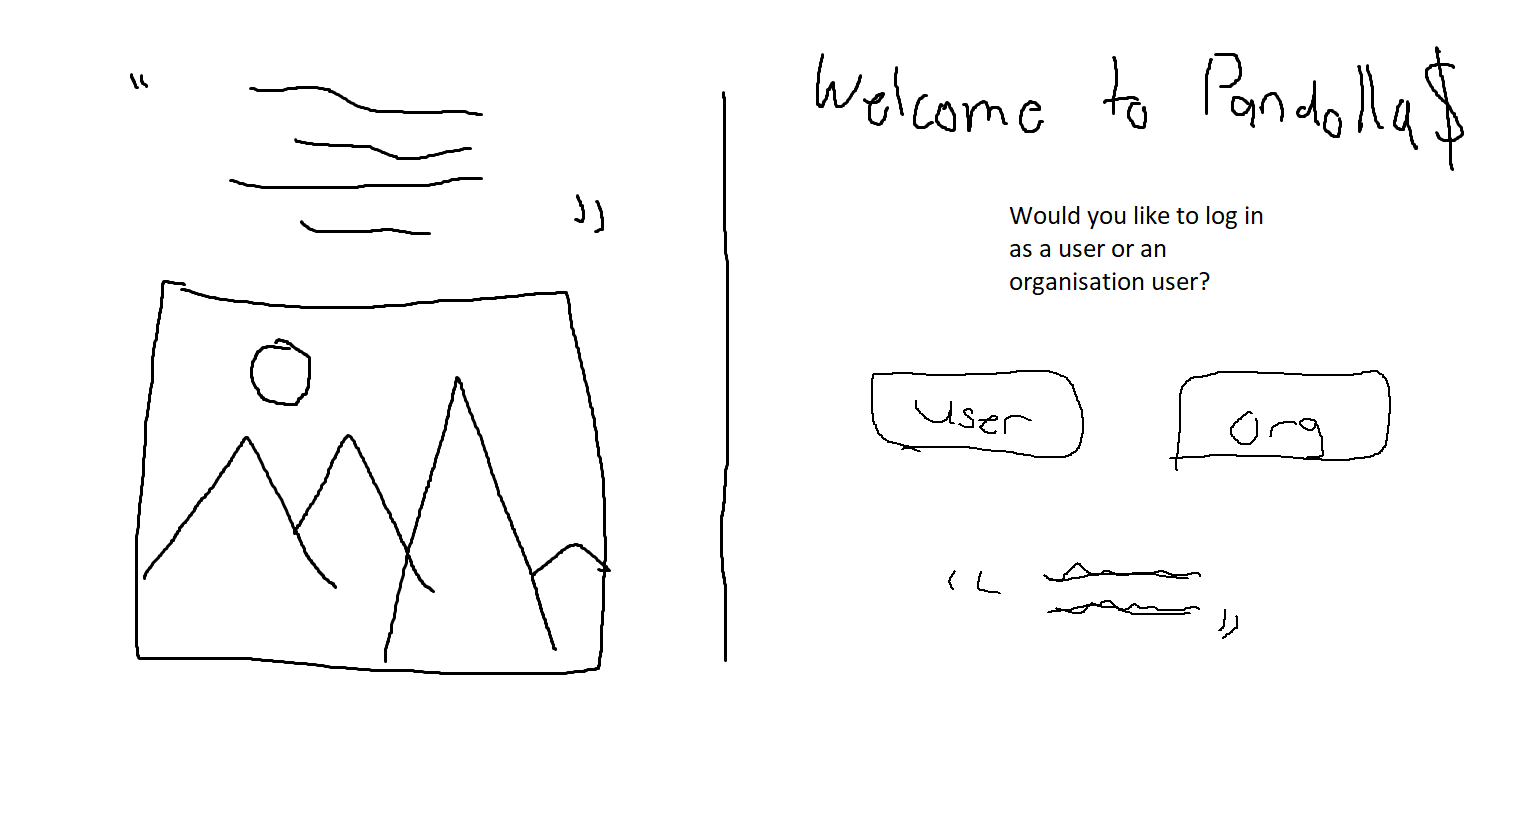 Welcome to Pandolla$
Would you like to log in
as a user or an
organisation user?
User
Org